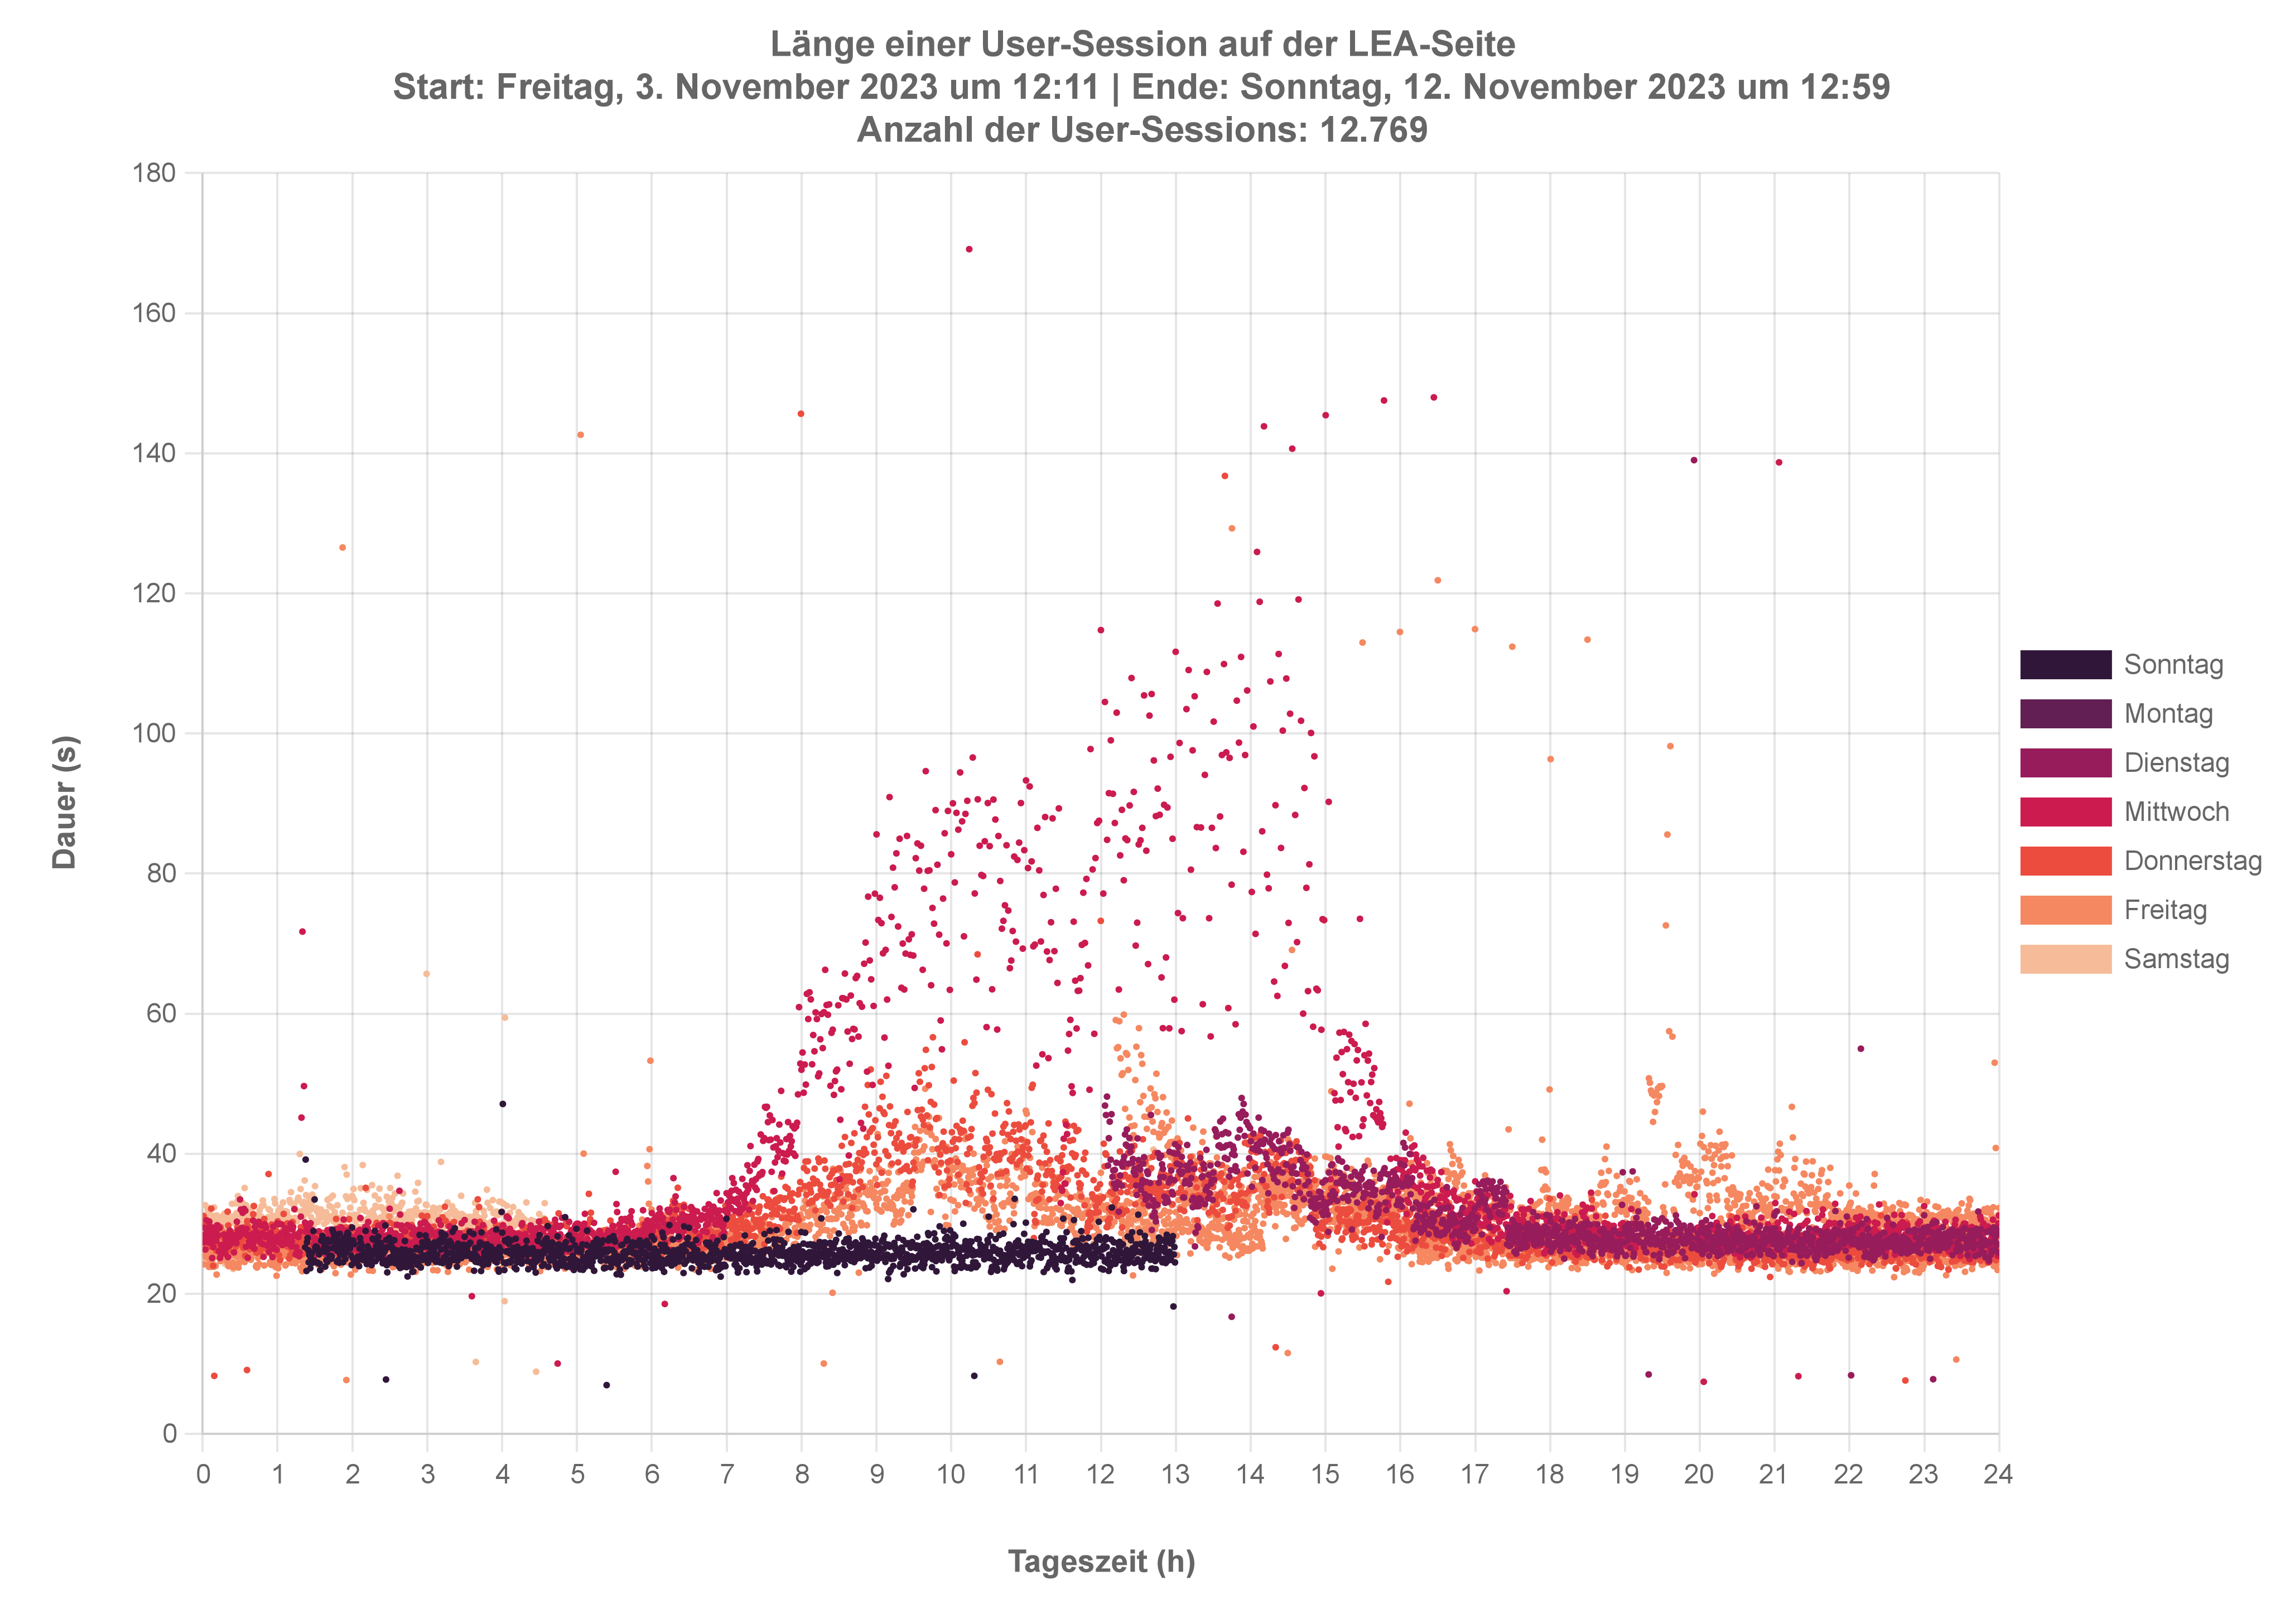 Länge einer User-Session auf der LEA-Seite
Start: Freitag, 3. November 2023 um 12:11 | Ende: Sonntag, 12. November 2023 um 12:59
Anzahl der User-Sessions: 12.769
180
160
140
120
100
80
60
40
20
0
Dauer (s)
0 1 2 3 4 5 6 7 8 9 10 11 12 13 14 15 16 17 18 19 20 21 22 23 24
Tageszeit (h)
Sonntag
Montag
Dienstag
Mittwoch
Donnerstag
Freitag
Samstag